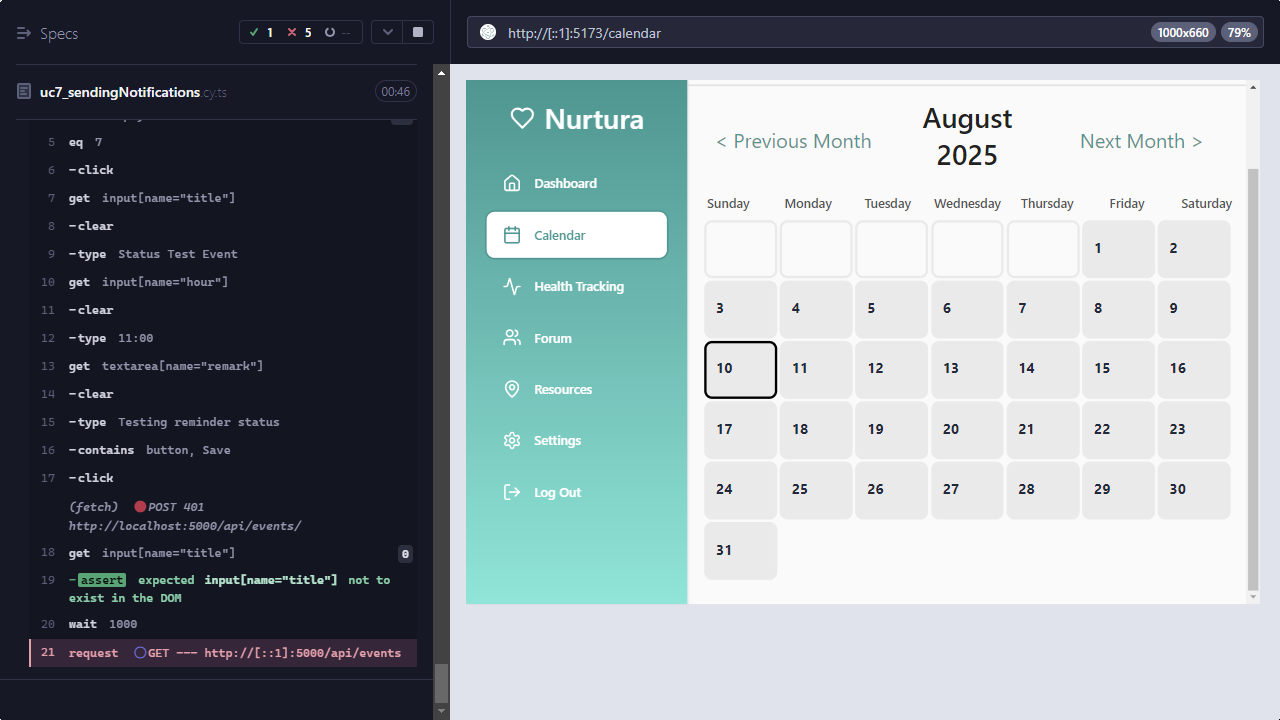 Specs
1
5
--
http://[::1]:5173/calendar
1000x660
79%
uc7_sendingNotifications.cy.ts
00:46
5 eq 7
6 -click
7 get input[name="title"]
8 -clear
9 -type Status Test Event
10 get input[name="hour"]
11 -clear
12 -type 11:00
13 get textarea[name="remark"]
14 -clear
15 -type Testing reminder status
16 -contains button, Save
17 -click
(fetch) POST 401
http://localhost:5000/api/events/
18 get input[name="title"] 0
19 -assert expected input[name="title"] not to
exist in the DOM
20 wait 1000
21 request GET --- http://[::1]:5000/api/events
Nurtura
Dashboard
Calendar
Health Tracking
Forum
Resources
Settings
Log Out
< Previous Month
August
2025
Next Month >
Sunday Monday Tuesday Wednesday Thursday Friday Saturday
1 2
3 4 5 6 7 8 9
10 11 12 13 14 15 16
17 18 19 20 21 22 23
24 25 26 27 28 29 30
31